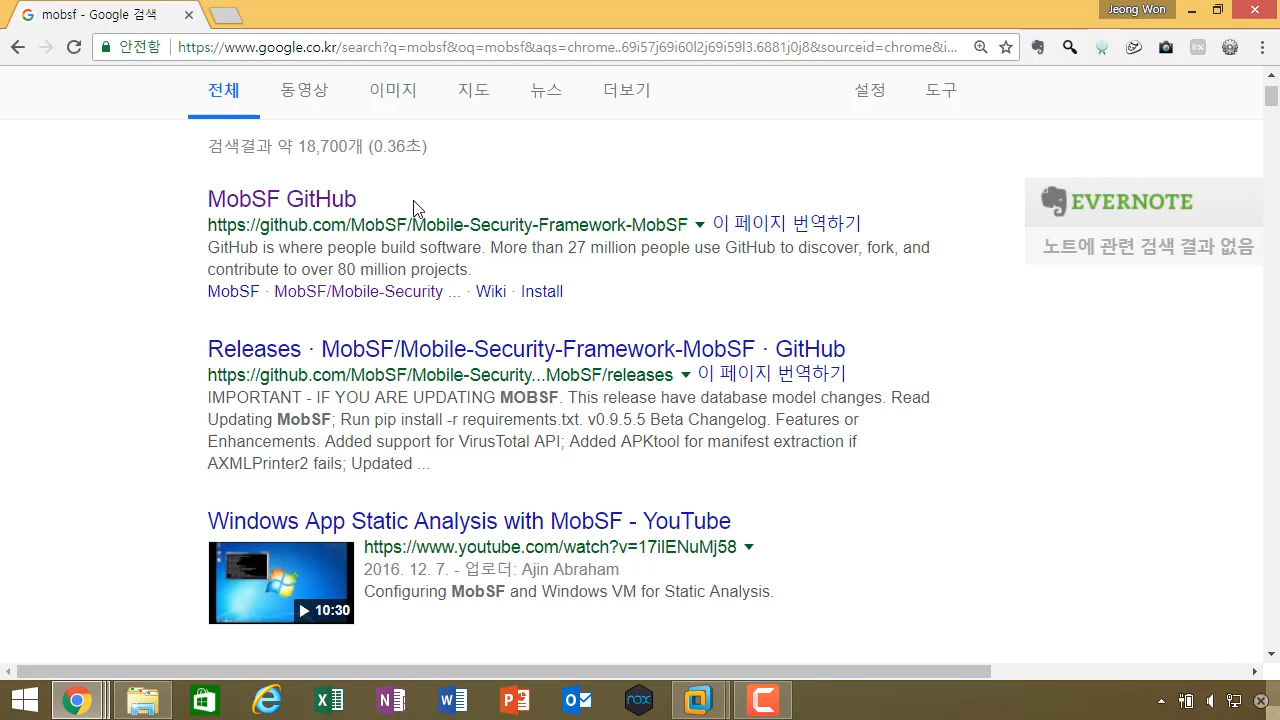 mobsf - Google 검색
Jeong Won
안전함
https://www.google.co.kr/search?q=mobsf&oq=mobsf&aqs=chrome..69i57j69i60l2j69i59l3.6881j0j8&sourceid=chrome&i...
전체 동영상 이미지 지도 뉴스 더보기 설정 도구
검색결과 약 18,700개 (0.36초)
MobSF GitHub
https://github.com/MobSF/Mobile-Security-Framework-MobSF 이 페이지 번역하기
GitHub is where people build software. More than 27 million people use GitHub to discover, fork, and
contribute to over 80 million projects.
MobSF · MobSF/Mobile-Security ... · Wiki · Install
EVERNOTE
노트에 관련 검색 결과 없음
Releases · MobSF/Mobile-Security-Framework-MobSF · GitHub
https://github.com/MobSF/Mobile-Security...MobSF/releases 이 페이지 번역하기
IMPORTANT - IF YOU ARE UPDATING MOBSF. This release have database model changes. Read
Updating MobSF; Run pip install -r requirements.txt. v0.9.5.5 Beta Changelog. Features or
Enhancements. Added support for VirusTotal API; Added APKtool for manifest extraction if
AXMLPrinter2 fails; Updated ...
Windows App Static Analysis with MobSF - YouTube
https://www.youtube.com/watch?v=17ilENuMj58
2016. 12. 7. - 업로더: Ajin Abraham
Configuring MobSF and Windows VM for Static Analysis.
10:30
nox